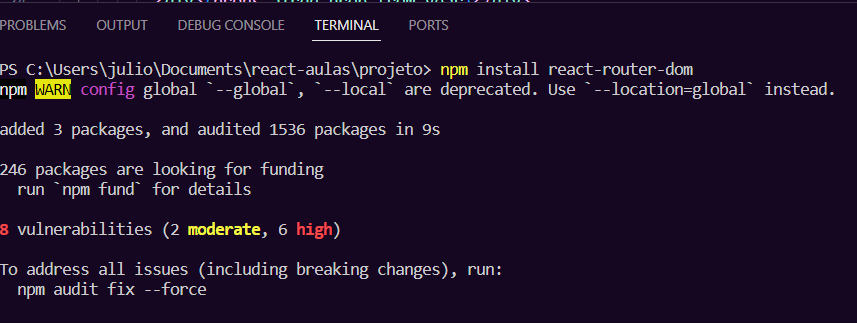 PROBLEMS OUTPUT DEBUG CONSOLE TERMINAL PORTS
PS C:\Users\julio\Documents\react-aulas\projeto> npm install react-router-dom
npm WARN config global `--global`, `--local` are deprecated. Use `--location=global` instead.
added 3 packages, and audited 1536 packages in 9s
246 packages are looking for funding
run `npm fund` for details
8 vulnerabilities (2 moderate, 6 high)
To address all issues (including breaking changes), run:
npm audit fix --force